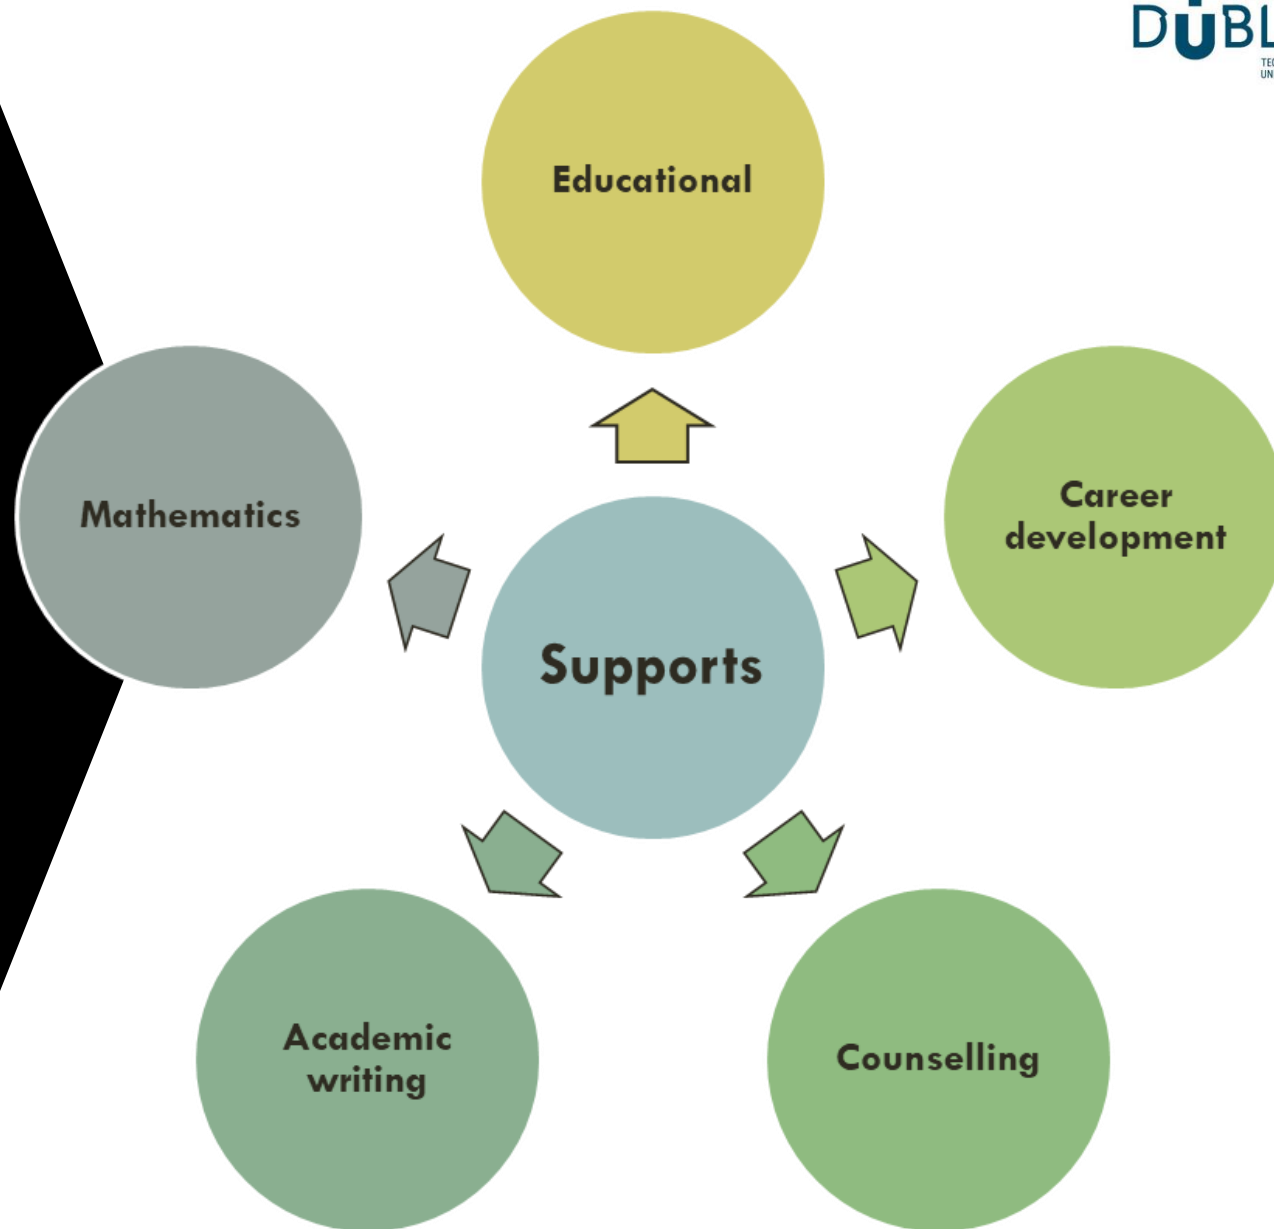 Educational
Mathematics
Career
development
Supports
Academic
writing
Counselling